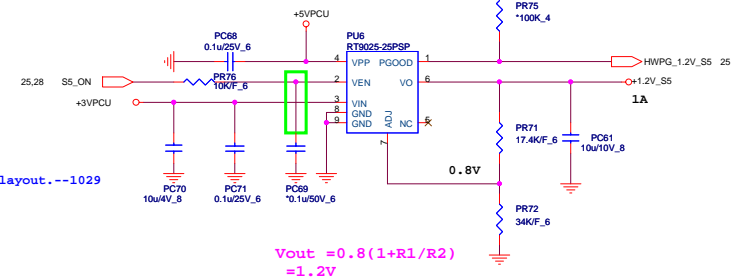 PR75
*100K_4
+5VPCU
PC68
0.1u/25V_6
PU6
RT9025-25PSP
4 VPP PGOOD 1
HWPG_1.2V_S5 25
25,28 S5_ON
PR76
10K/F_6
2 VEN VO 6
+1.2V_S5
1A
+3VPCU
3 VIN
8 GND
9 GND
ADJ
NC 5
7
PR71
17.4K/F_6
PC61
10u/10V_8
0.8V
layout.--1029
PC70
10u/4V_8
PC71
0.1u/25V_6
PC69
*0.1u/50V_6
PR72
34K/F_6
Vout =0.8(1+R1/R2)
=1.2V